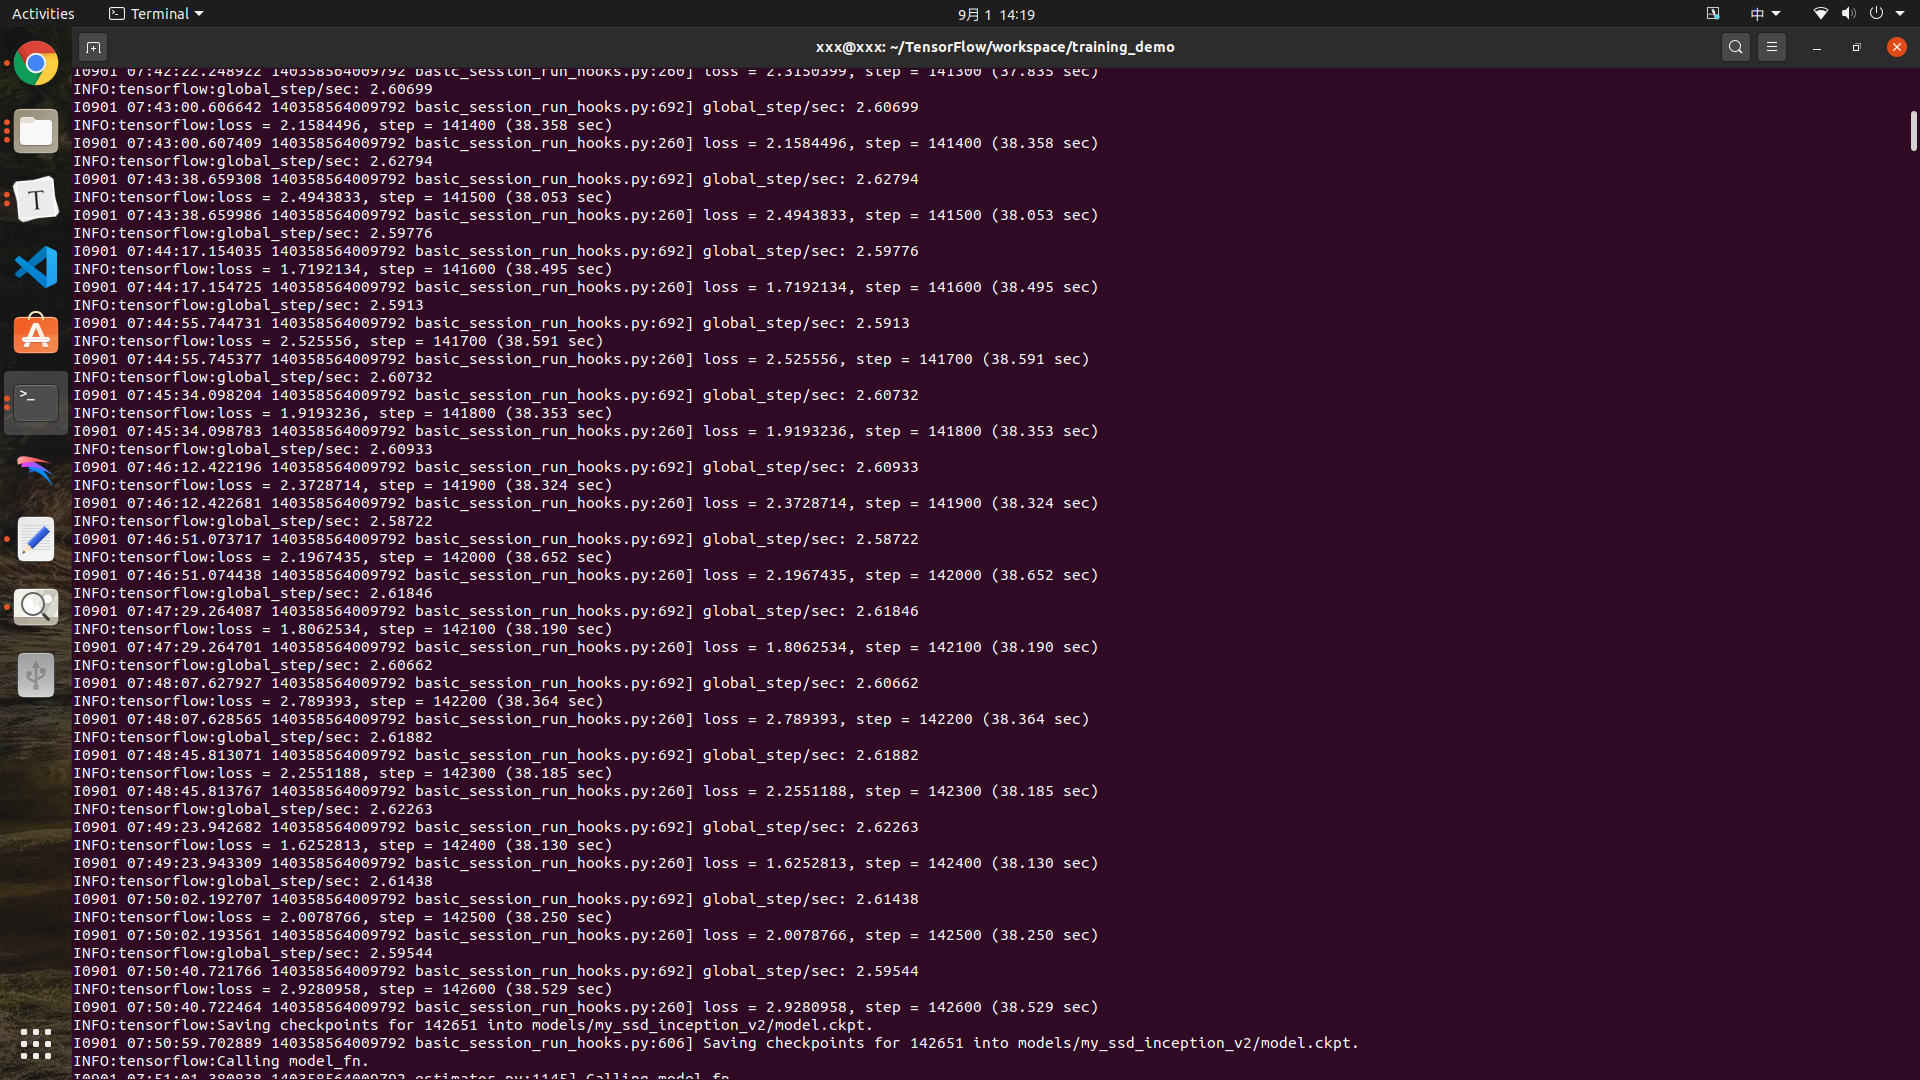 Activities
Terminal
9月 1 14:19
中
xxx@xxx: ~/TensorFlow/workspace/training_demo
I0901 07:42:22.248922 140358564009792 basic_session_run_hooks.py:260] loss = 2.3150399, step = 141300 (37.835 sec)
INFO:tensorflow:global_step/sec: 2.60699
I0901 07:43:00.606642 140358564009792 basic_session_run_hooks.py:692] global_step/sec: 2.60699
INFO:tensorflow:loss = 2.1584496, step = 141400 (38.358 sec)
I0901 07:43:00.607409 140358564009792 basic_session_run_hooks.py:260] loss = 2.1584496, step = 141400 (38.358 sec)
INFO:tensorflow:global_step/sec: 2.62794
I0901 07:43:38.659308 140358564009792 basic_session_run_hooks.py:692] global_step/sec: 2.62794
INFO:tensorflow:loss = 2.4943833, step = 141500 (38.053 sec)
I0901 07:43:38.659986 140358564009792 basic_session_run_hooks.py:260] loss = 2.4943833, step = 141500 (38.053 sec)
INFO:tensorflow:global_step/sec: 2.59776
I0901 07:44:17.154035 140358564009792 basic_session_run_hooks.py:692] global_step/sec: 2.59776
INFO:tensorflow:loss = 1.7192134, step = 141600 (38.495 sec)
I0901 07:44:17.154725 140358564009792 basic_session_run_hooks.py:260] loss = 1.7192134, step = 141600 (38.495 sec)
INFO:tensorflow:global_step/sec: 2.5913
I0901 07:44:55.744731 140358564009792 basic_session_run_hooks.py:692] global_step/sec: 2.5913
INFO:tensorflow:loss = 2.525556, step = 141700 (38.591 sec)
I0901 07:44:55.745377 140358564009792 basic_session_run_hooks.py:260] loss = 2.525556, step = 141700 (38.591 sec)
INFO:tensorflow:global_step/sec: 2.60732
I0901 07:45:34.098204 140358564009792 basic_session_run_hooks.py:692] global_step/sec: 2.60732
INFO:tensorflow:loss = 1.9193236, step = 141800 (38.353 sec)
I0901 07:45:34.098783 140358564009792 basic_session_run_hooks.py:260] loss = 1.9193236, step = 141800 (38.353 sec)
INFO:tensorflow:global_step/sec: 2.60933
I0901 07:46:12.422196 140358564009792 basic_session_run_hooks.py:692] global_step/sec: 2.60933
INFO:tensorflow:loss = 2.3728714, step = 141900 (38.324 sec)
I0901 07:46:12.422681 140358564009792 basic_session_run_hooks.py:260] loss = 2.3728714, step = 141900 (38.324 sec)
INFO:tensorflow:global_step/sec: 2.58722
I0901 07:46:51.073717 140358564009792 basic_session_run_hooks.py:692] global_step/sec: 2.58722
INFO:tensorflow:loss = 2.1967435, step = 142000 (38.652 sec)
I0901 07:46:51.074438 140358564009792 basic_session_run_hooks.py:260] loss = 2.1967435, step = 142000 (38.652 sec)
INFO:tensorflow:global_step/sec: 2.61846
I0901 07:47:29.264087 140358564009792 basic_session_run_hooks.py:692] global_step/sec: 2.61846
INFO:tensorflow:loss = 1.8062534, step = 142100 (38.190 sec)
I0901 07:47:29.264701 140358564009792 basic_session_run_hooks.py:260] loss = 1.8062534, step = 142100 (38.190 sec)
INFO:tensorflow:global_step/sec: 2.60662
I0901 07:48:07.627927 140358564009792 basic_session_run_hooks.py:692] global_step/sec: 2.60662
INFO:tensorflow:loss = 2.789393, step = 142200 (38.364 sec)
I0901 07:48:07.628565 140358564009792 basic_session_run_hooks.py:260] loss = 2.789393, step = 142200 (38.364 sec)
INFO:tensorflow:global_step/sec: 2.61882
I0901 07:48:45.813071 140358564009792 basic_session_run_hooks.py:692] global_step/sec: 2.61882
INFO:tensorflow:loss = 2.2551188, step = 142300 (38.185 sec)
I0901 07:48:45.813767 140358564009792 basic_session_run_hooks.py:260] loss = 2.2551188, step = 142300 (38.185 sec)
INFO:tensorflow:global_step/sec: 2.62263
I0901 07:49:23.942682 140358564009792 basic_session_run_hooks.py:692] global_step/sec: 2.62263
INFO:tensorflow:loss = 1.6252813, step = 142400 (38.130 sec)
I0901 07:49:23.943309 140358564009792 basic_session_run_hooks.py:260] loss = 1.6252813, step = 142400 (38.130 sec)
INFO:tensorflow:global_step/sec: 2.61438
I0901 07:50:02.192707 140358564009792 basic_session_run_hooks.py:692] global_step/sec: 2.61438
INFO:tensorflow:loss = 2.0078766, step = 142500 (38.250 sec)
I0901 07:50:02.193561 140358564009792 basic_session_run_hooks.py:260] loss = 2.0078766, step = 142500 (38.250 sec)
INFO:tensorflow:global_step/sec: 2.59544
I0901 07:50:40.721766 140358564009792 basic_session_run_hooks.py:692] global_step/sec: 2.59544
INFO:tensorflow:loss = 2.9280958, step = 142600 (38.529 sec)
I0901 07:50:40.722464 140358564009792 basic_session_run_hooks.py:260] loss = 2.9280958, step = 142600 (38.529 sec)
INFO:tensorflow:Saving checkpoints for 142651 into models/my_ssd_inception_v2/model.ckpt.
I0901 07:50:59.702889 140358564009792 basic_session_run_hooks.py:606] Saving checkpoints for 142651 into models/my_ssd_inception_v2/model.ckpt.
INFO:tensorflow:Calling model_fn.
I0901 07:51:01.380838 140358564009792 estimator.py:1145] Calling model_fn.